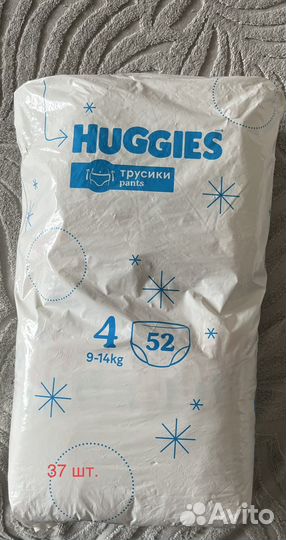 HUGGIES
трусики
pants
4
52
9-14kg
37 шт.
Avito